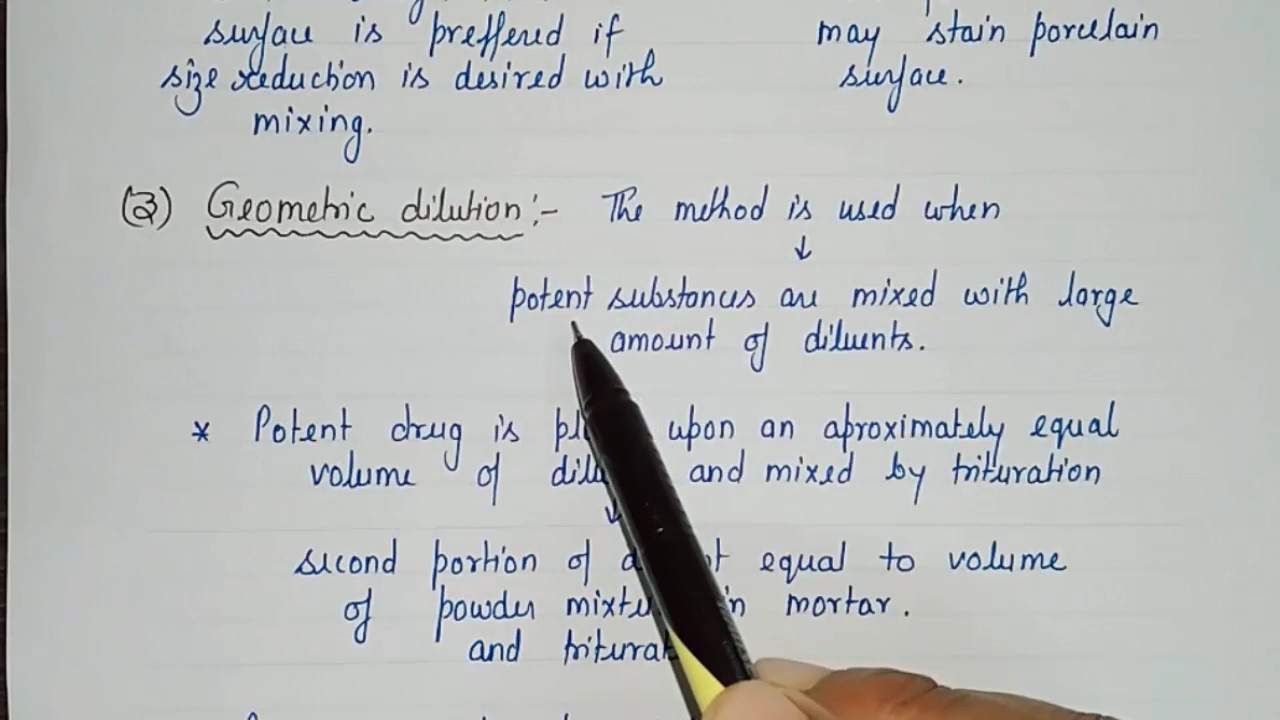 surface is preffered if
size reduction is desired with
mixing.
may stain porcelain
surface.
(2) Geometric dilution :- The method is used when
↓
potent substances are mixed with large
amount of diluents.
* Potent drug is upon an aproximately equal
volume of and mixed by trituration
↓
second portion of equal to volume
of powder in mortar.
and